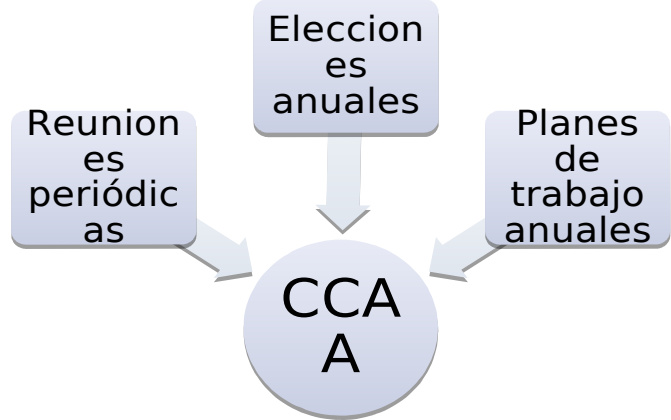 Eleccion
es
anuales
Reunion
es
periódic
as
Planes
de
trabajo
anuales
CCA
A